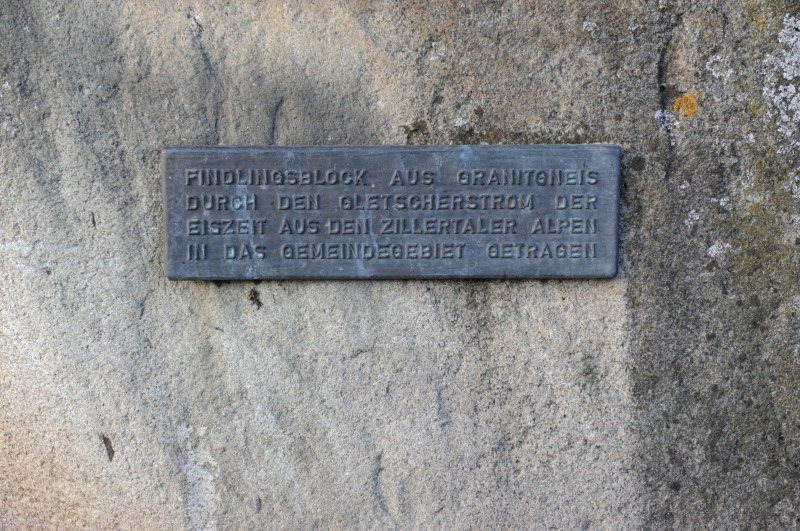 FINDLINGSBLOCK AUS GRANITGNEIS
DURCH DEN GLETSCHERSTROM DER
EISZEIT AUS DEN ZILLERTALER ALPEN
IN DAS GEMEINDEGEBIET GETRAGEN